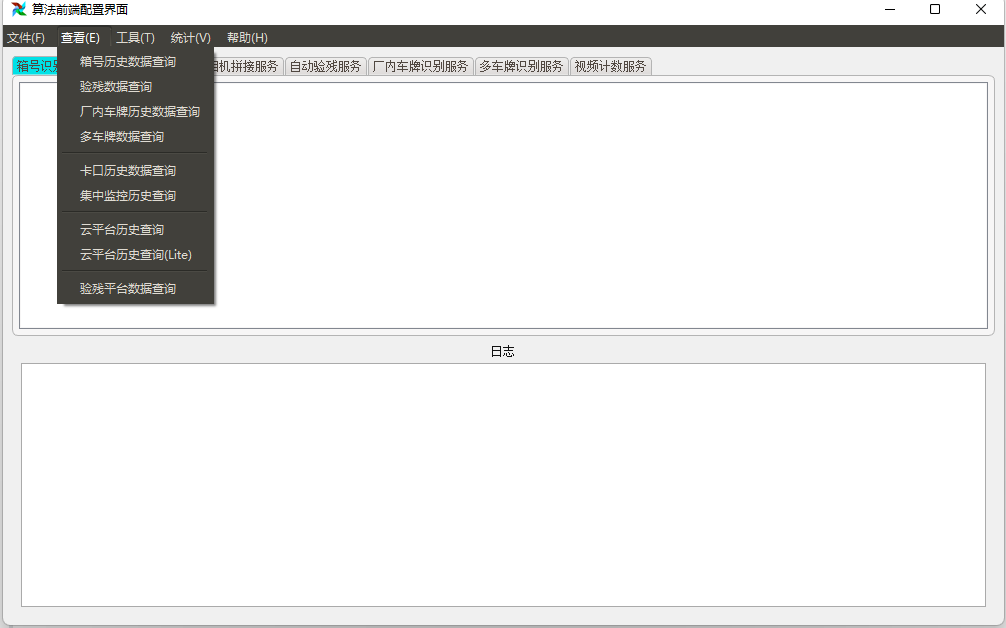 算法前端配置界面
文件(F) 查看(E) 工具(T) 统计(V) 帮助(H)
箱号识别 机拼接服务 自动验残服务 厂内车牌识别服务 多车牌识别服务 视频计数服务
箱号历史数据查询
验残数据查询
厂内车牌历史数据查询
多车牌数据查询
卡口历史数据查询
集中监控历史查询
云平台历史查询
云平台历史查询(Lite)
验残平台数据查询
日志